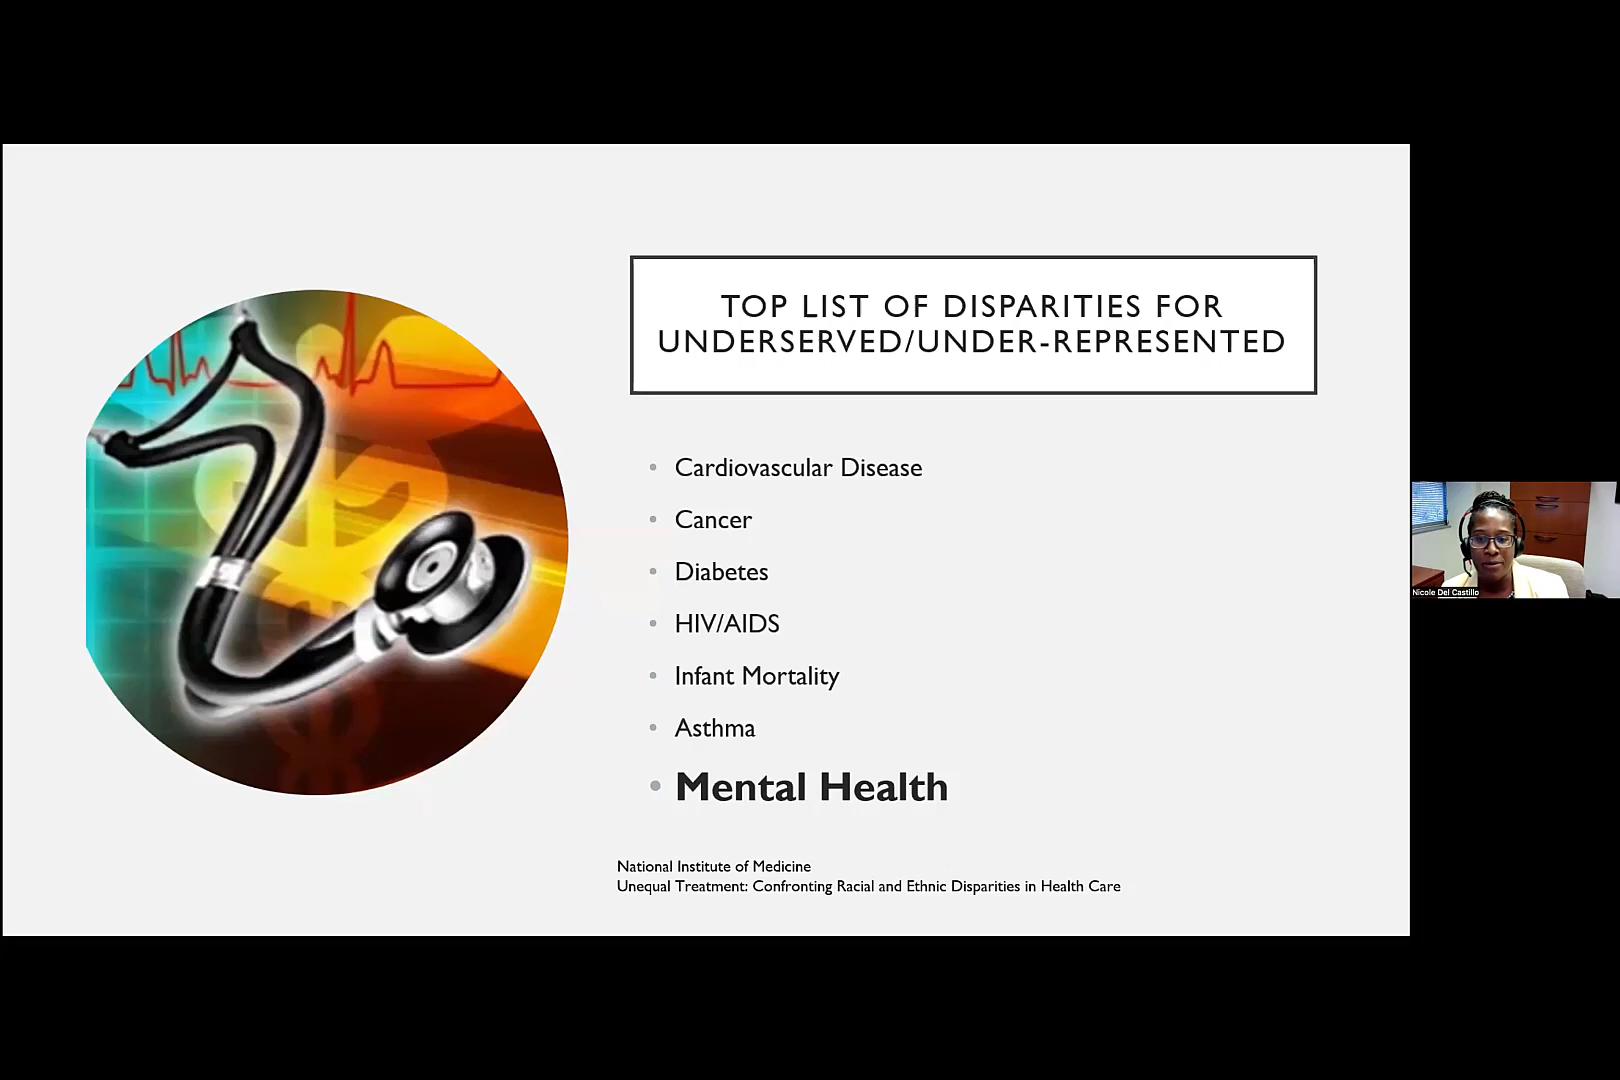 TOP LIST OF DISPARITIES FOR
UNDERSERVED/UNDER-REPRESENTED
• Cardiovascular Disease
• Cancer
• Diabetes
• HIV/AIDS
• Infant Mortality
• Asthma
• Mental Health
National Institute of Medicine
Unequal Treatment: Confronting Racial and Ethnic Disparities in Health Care
Nicole Del Castillo